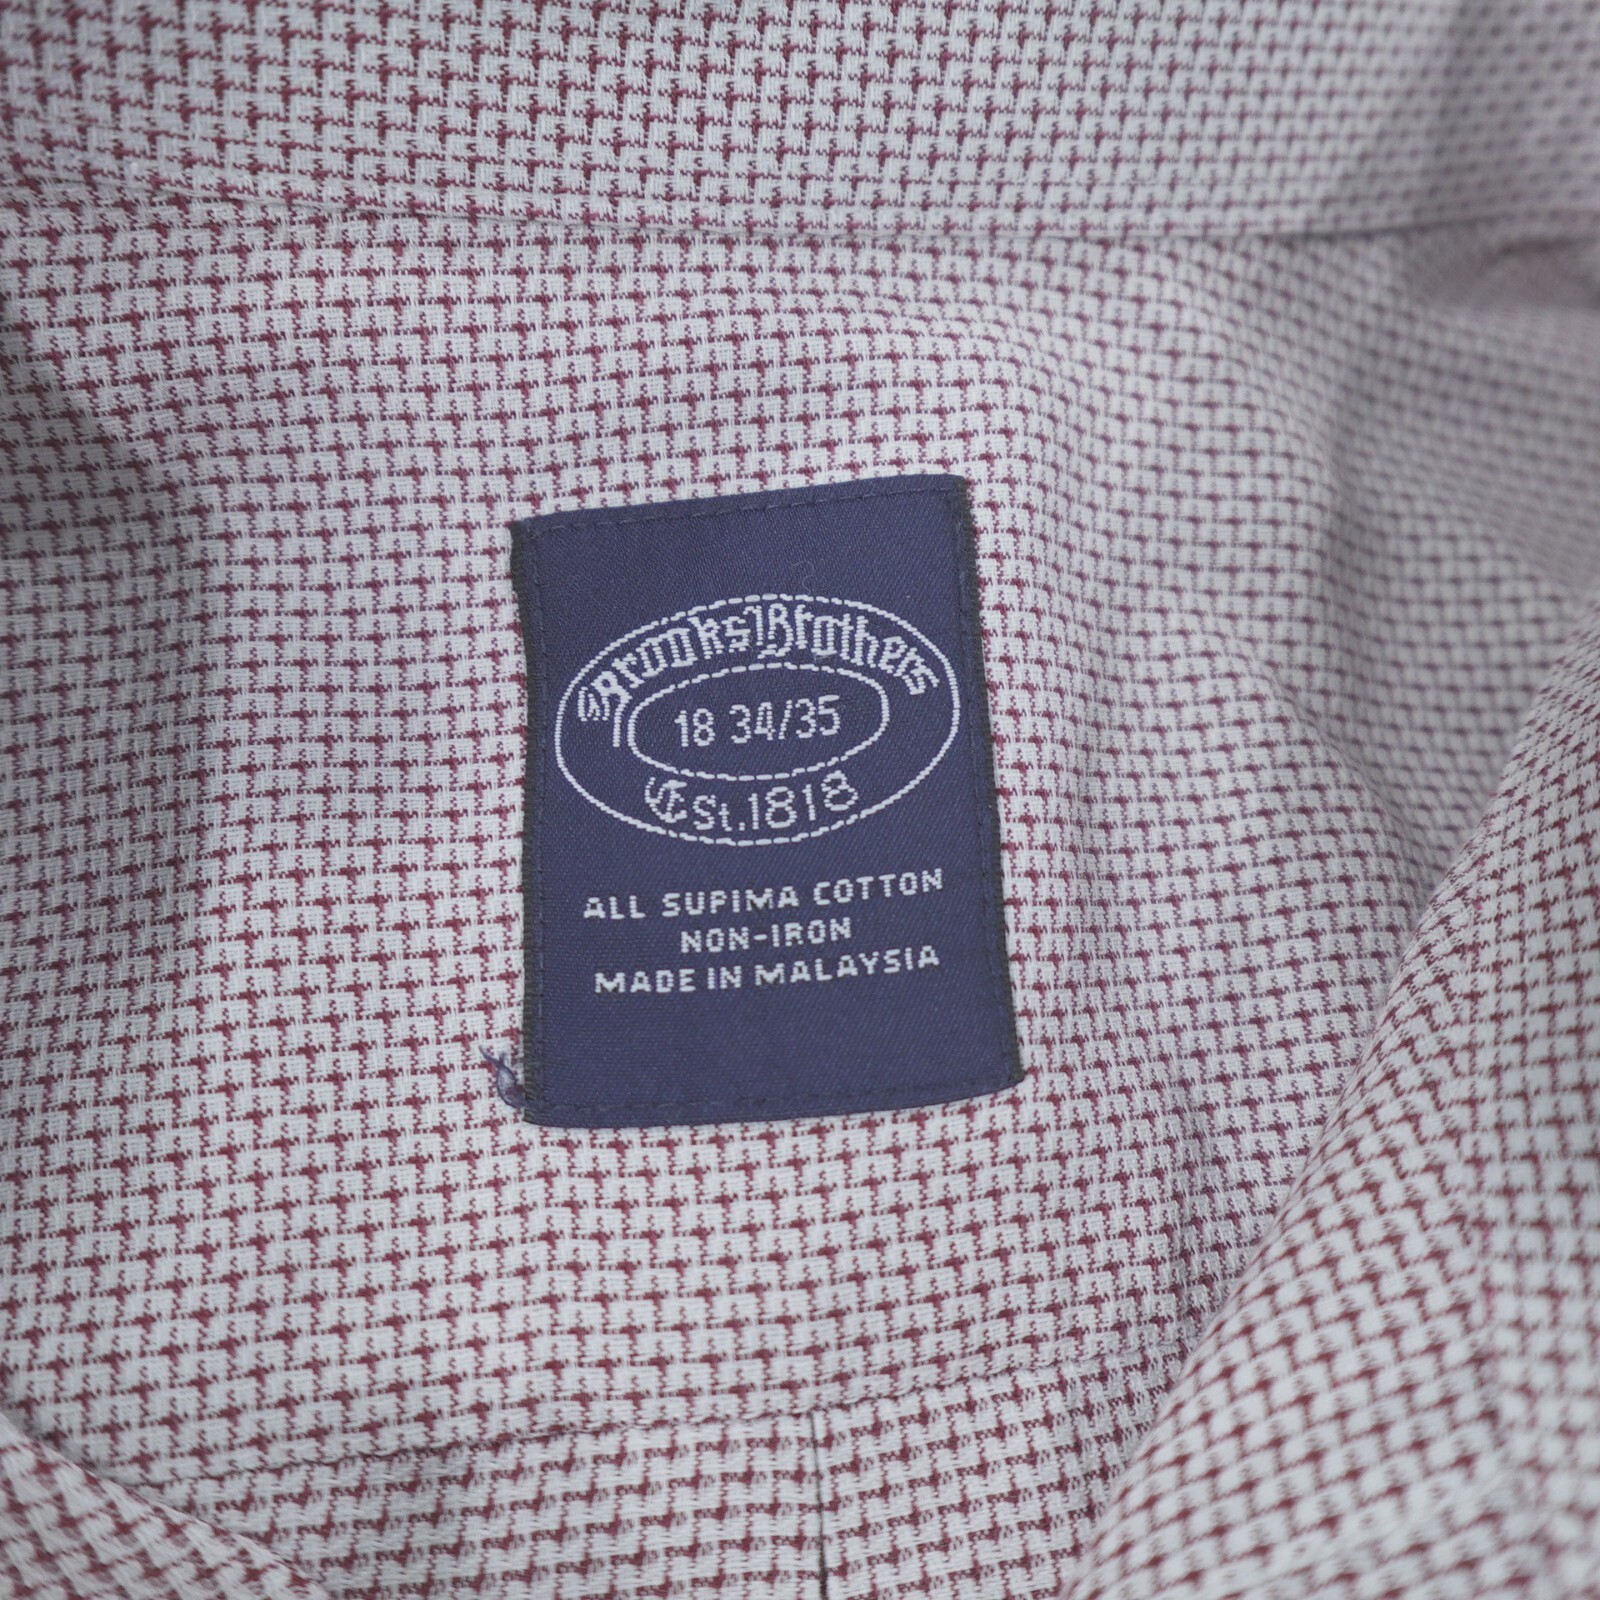 Brooks Brothers
18 34/35
Est. 1818
ALL SUPIMA COTTON
NON-IRON
MADE IN MALAYSIA